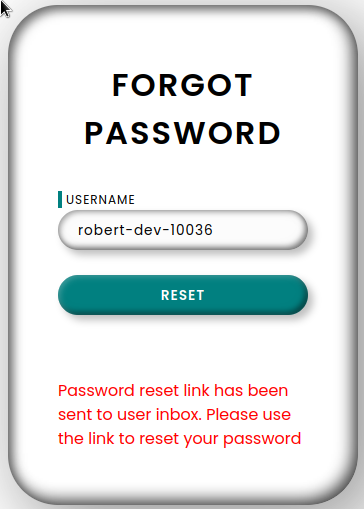 FORGOT
PASSWORD
USERNAME
robert-dev-10036
RESET
Password reset link has been
sent to user inbox. Please use
the link to reset your password